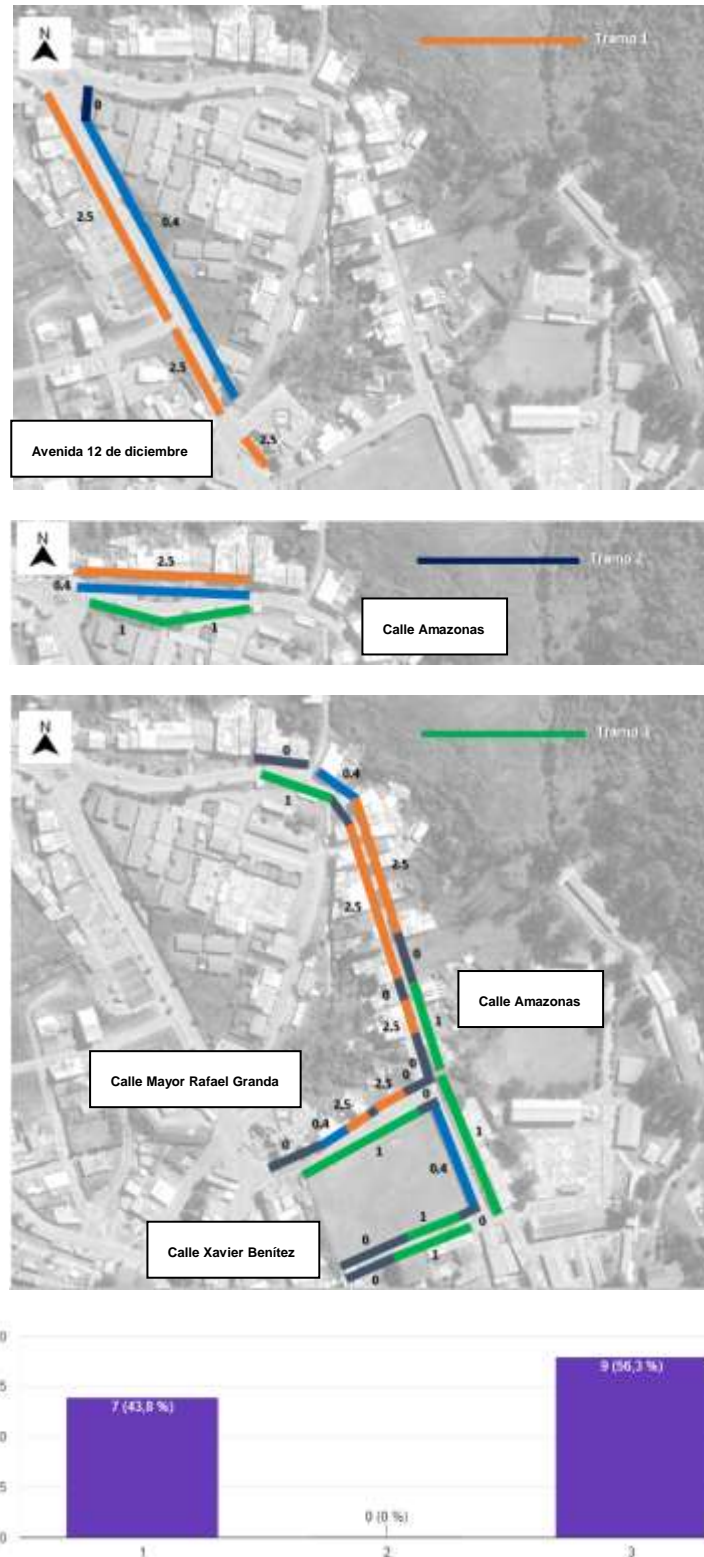 N
Tramo 1
0
2.5
0.4
2.5
2.5
Avenida 12 de diciembre
N
2.5
Tramo 2
0.4
1
1
Calle Amazonas
N
Tramo 3
0
0.4
1
2.5
2.5
0
0
Calle Amazonas
1
2.5
0
Calle Mayor Rafael Granda
0
2.5
0
2.5
0.4
1
0
1
0.4
1
0
0
Calle Xavier Benítez
1
0
0
5
0
5
0
9 (56,3 %)
7 (43,8 %)
0 (0 %)
1
2
3